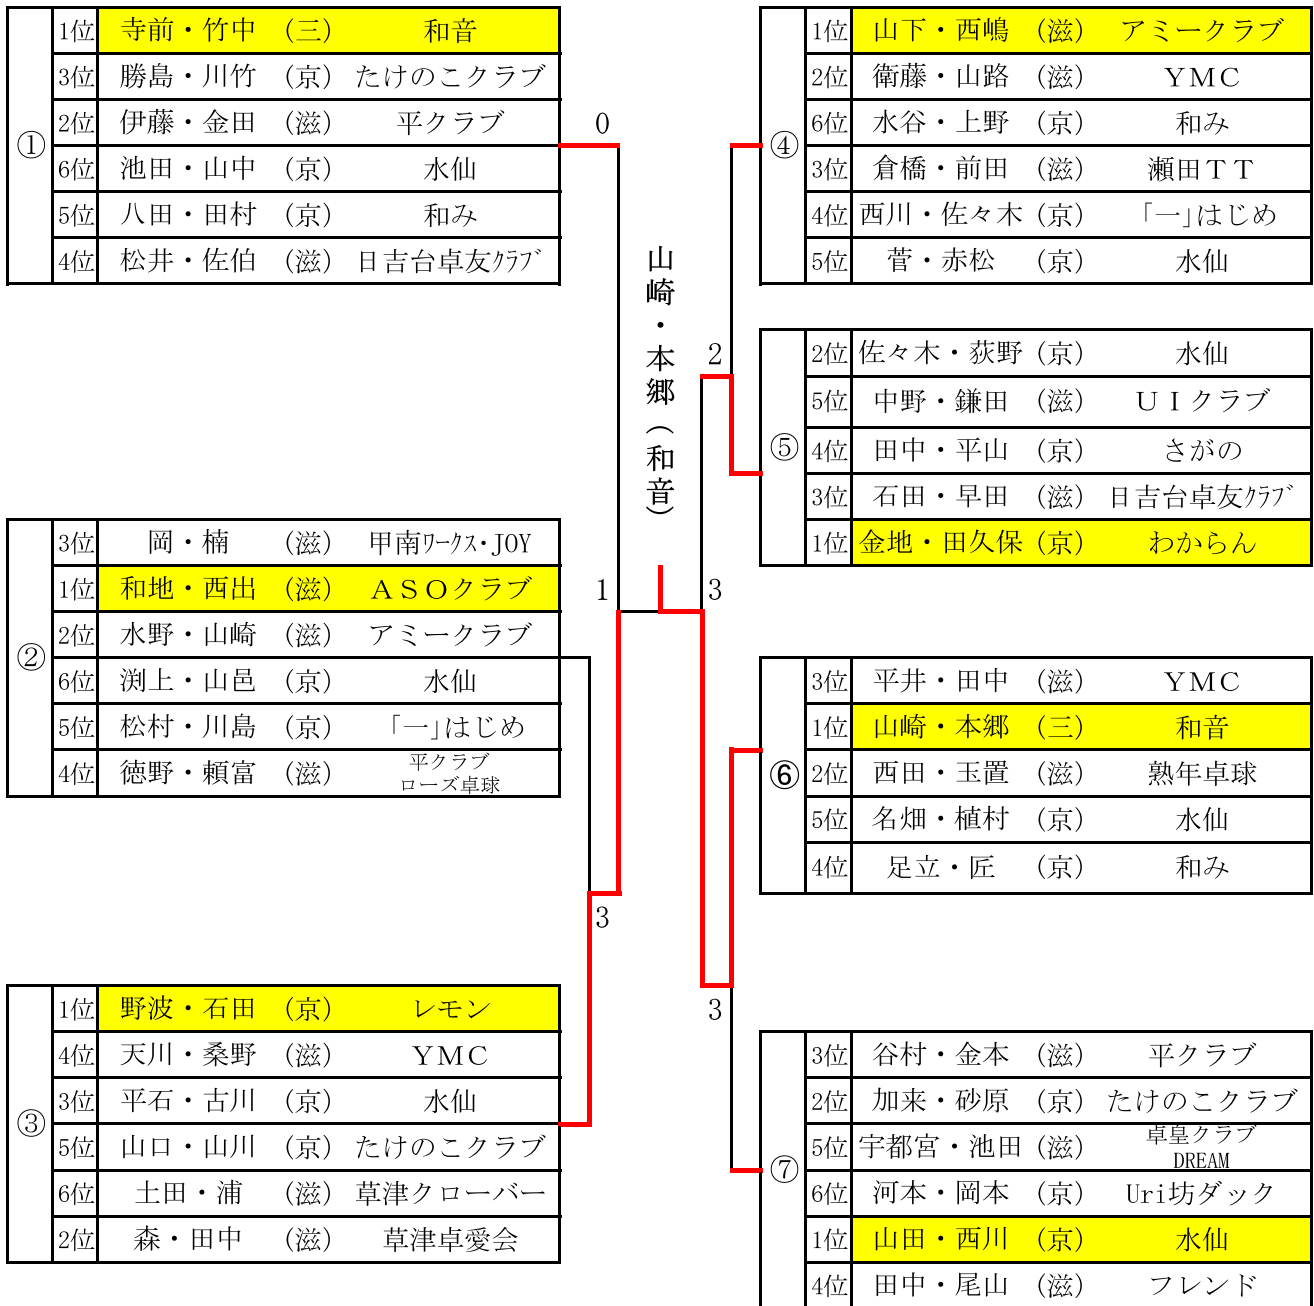 ①
1位 寺前・竹中 (三) 和音
3位 勝島・川竹 (京) たけのこクラブ
2位 伊藤・金田 (滋) 平クラブ
6位 池田・山中 (京) 水仙
5位 八田・田村 (京) 和み
4位 松井・佐伯 (滋) 日吉台卓友ｸﾗﾌﾞ
②
3位 岡・楠 (滋) 甲南ﾜｰｸｽ・JOY
1位 和地・西出 (滋) ＡＳＯクラブ
2位 水野・山崎 (滋) アミークラブ
6位 渕上・山邑 (京) 水仙
5位 松村・川島 (京) 「一」はじめ
4位 徳野・頼富 (滋) 平クラブ
ローズ卓球
③
1位 野波・石田 (京) レモン
4位 天川・桑野 (滋) ＹＭＣ
3位 平石・古川 (京) 水仙
5位 山口・山川 (京) たけのこクラブ
6位 土田・浦 (滋) 草津クローバー
2位 森・田中 (滋) 草津卓愛会
0
1
3
山崎・本郷（和音）
2
3
3
④
1位 山下・西嶋 (滋) アミークラブ
2位 衛藤・山路 (滋) ＹＭＣ
6位 水谷・上野 (京) 和み
3位 倉橋・前田 (滋) 瀬田ＴＴ
4位 西川・佐々木 (京) 「一」はじめ
5位 菅・赤松 (京) 水仙
⑤
2位 佐々木・荻野 (京) 水仙
5位 中野・鎌田 (滋) ＵＩクラブ
4位 田中・平山 (京) さがの
3位 石田・早田 (滋) 日吉台卓友ｸﾗﾌﾞ
1位 金地・田久保 (京) わからん
⑥
3位 平井・田中 (滋) ＹＭＣ
1位 山崎・本郷 (三) 和音
2位 西田・玉置 (滋) 熟年卓球
5位 名畑・植村 (京) 水仙
4位 足立・匠 (京) 和み
⑦
3位 谷村・金本 (滋) 平クラブ
2位 加来・砂原 (京) たけのこクラブ
5位 宇都宮・池田 (滋) 卓皇クラブ
DREAM
6位 河本・岡本 (京) Uri坊ダック
1位 山田・西川 (京) 水仙
4位 田中・尾山 (滋) フレンド